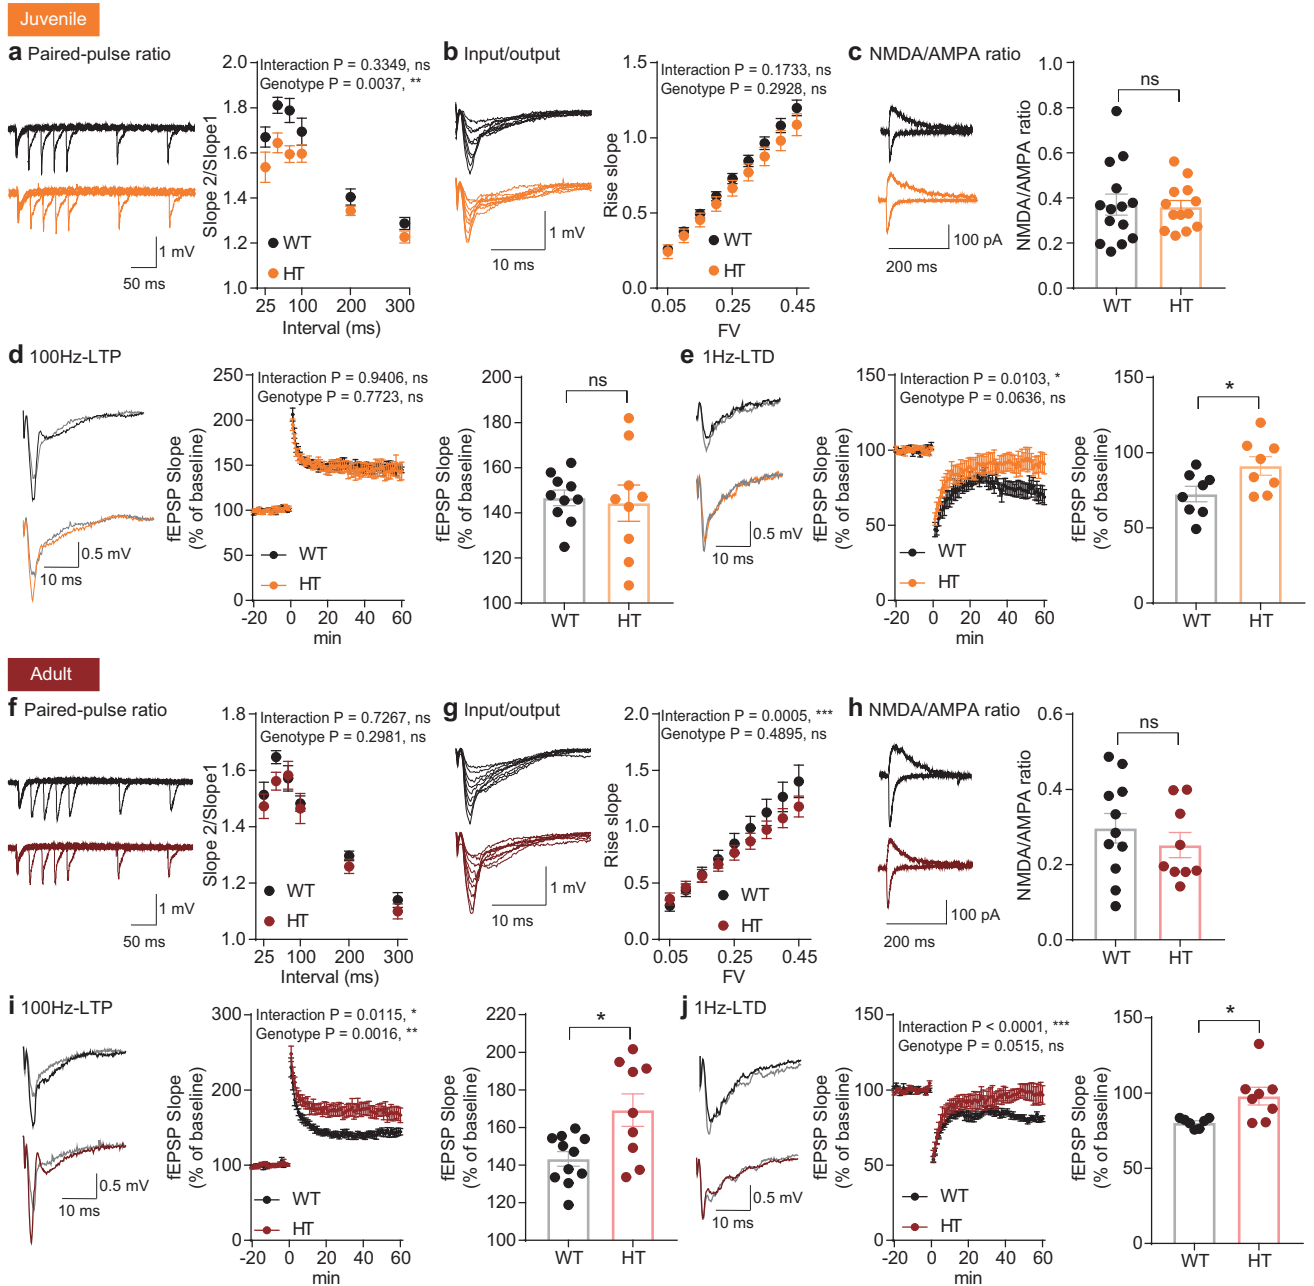 Juvenile
a Paired-pulse ratio
Slope 2/Slope1
2.0
1.8
1.6
1.4
1.2
1.0
Interaction P = 0.3349, ns
Genotype P = 0.0037, **
WT
HT
25 100 200 300
Interval (ms)
1 mV
50 ms
b Input/output
Rise slope
1.5
1.0
0.5
0.0
Interaction P = 0.1733, ns
Genotype P = 0.2928, ns
WT
HT
0.05 0.25 0.45
FV
1 mV
10 ms
c NMDA/AMPA ratio
NMDA/AMPA ratio
1.0
0.8
0.6
0.4
0.2
0.0
ns
WT HT
100 pA
200 ms
d 100Hz-LTP
0.5 mV
10 ms
fEPSP Slope
(% of baseline)
250
200
150
100
50
0
Interaction P = 0.9406, ns
Genotype P = 0.7723, ns
WT
HT
-20 0 20 40 60
min
fEPSP Slope
(% of baseline)
200
180
160
140
120
100
ns
WT HT
e 1Hz-LTD
0.5 mV
10 ms
fEPSP Slope
(% of baseline)
150
100
50
0
Interaction P = 0.0103, *
Genotype P = 0.0636, ns
WT
HT
-20 0 20 40 60
min
fEPSP Slope
(% of baseline)
150
100
50
0
*
WT HT
Adult
f Paired-pulse ratio
Slope 2/Slope1
1.8
1.6
1.4
1.2
1.0
Interaction P = 0.7267, ns
Genotype P = 0.2981, ns
WT
HT
25 100 200 300
Interval (ms)
1 mV
50 ms
g Input/output
Rise slope
2.0
1.5
1.0
0.5
0.0
Interaction P = 0.0005, ***
Genotype P = 0.4895, ns
WT
HT
0.05 0.25 0.45
FV
1 mV
10 ms
h NMDA/AMPA ratio
NMDA/AMPA ratio
0.6
0.4
0.2
0.0
ns
WT HT
100 pA
200 ms
i 100Hz-LTP
0.5 mV
10 ms
fEPSP Slope
(% of baseline)
300
200
100
0
Interaction P = 0.0115, *
Genotype P = 0.0016, **
WT
HT
-20 0 20 40 60
min
fEPSP Slope
(% of baseline)
220
200
180
160
140
120
100
*
WT HT
j 1Hz-LTD
0.5 mV
10 ms
fEPSP Slope
(% of baseline)
150
100
50
0
Interaction P < 0.0001, ***
Genotype P = 0.0515, ns
WT
HT
-20 0 20 40 60
min
fEPSP Slope
(% of baseline)
150
100
50
0
*
WT HT